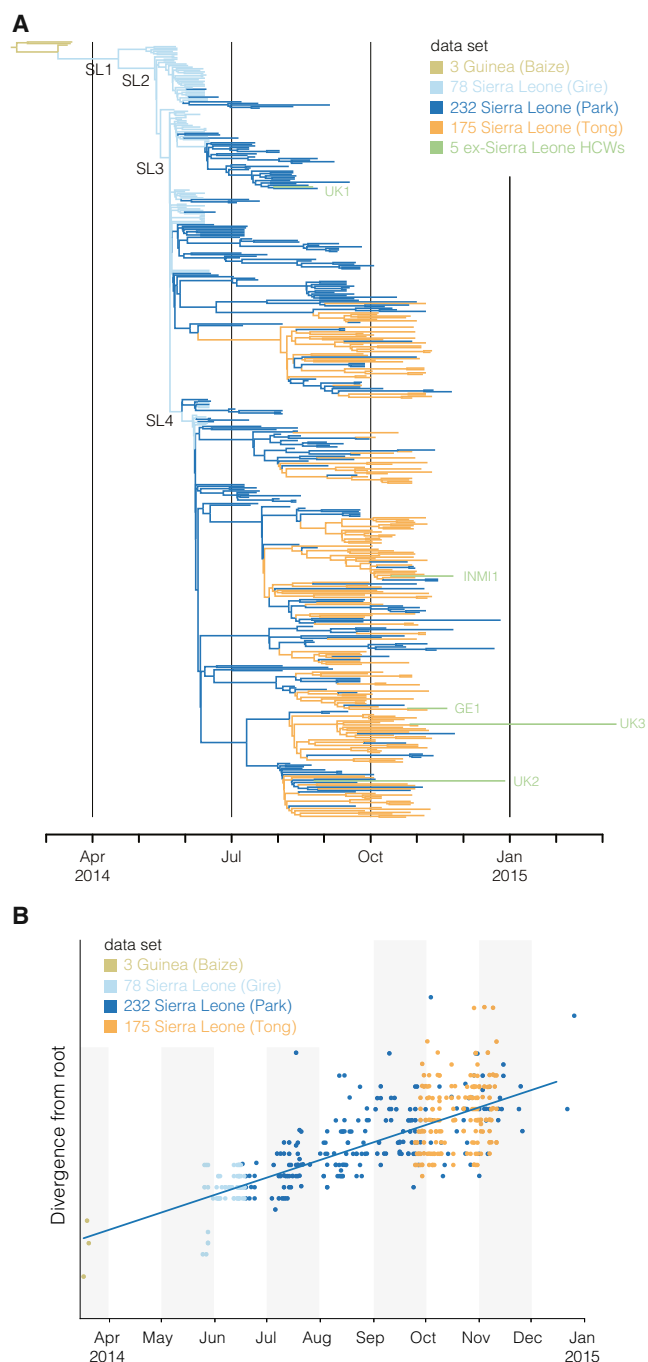 A
data set
3 Guinea (Baize)
78 Sierra Leone (Gire)
232 Sierra Leone (Park)
175 Sierra Leone (Tong)
5 ex-Sierra Leone HCWs
SL1
SL2
SL3
UK1
SL4
INMI1
GE1
UK3
UK2
Apr Jul Oct Jan
2014 2015
B
data set
3 Guinea (Baize)
78 Sierra Leone (Gire)
232 Sierra Leone (Park)
175 Sierra Leone (Tong)
Divergence from root
Apr May Jun Jul Aug Sep Oct Nov Dec Jan
2014 2015